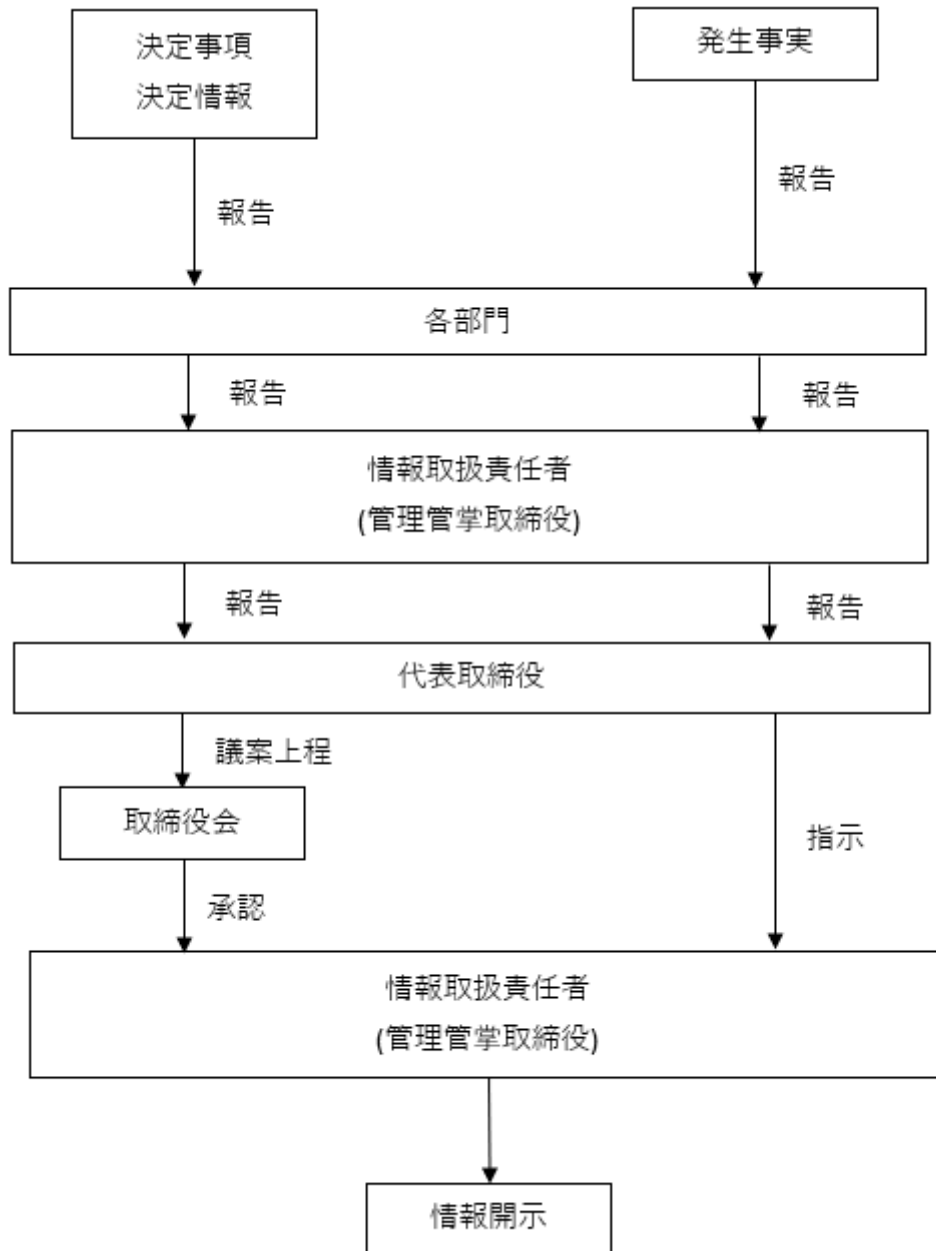 決定事項
決定情報
発生事実
報告
報告
各部門
報告
報告
情報取扱責任者
(管理管掌取締役)
報告
報告
代表取締役
議案上程
取締役会
指示
承認
情報取扱責任者
(管理管掌取締役)
情報開示